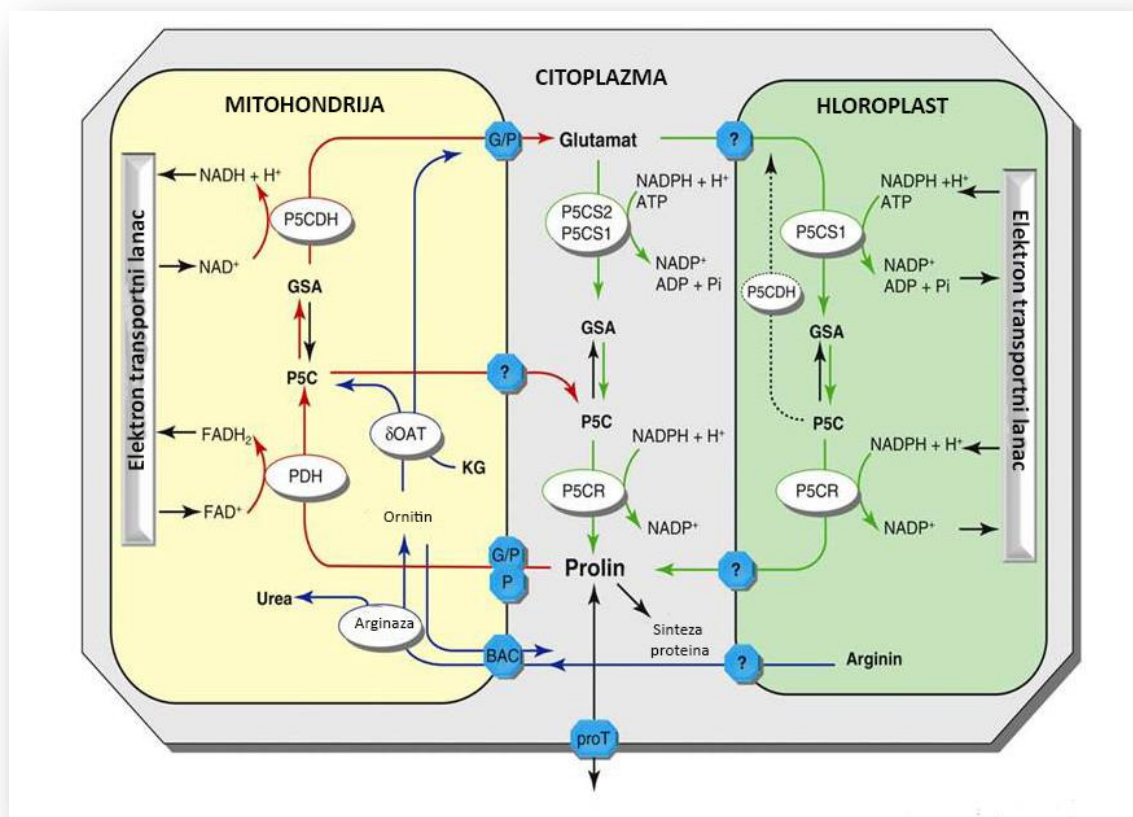 CITOPLAZMA
MITOHONDRIJA
HLOROPLAST
Elektron transportni lanac
NADH + H⁺
P5CDH
NAD⁺
GSA
P5C
FADH₂
PDH
FAD⁺
δOAT
KG
Ornitin
Urea
Arginaza
G/P
?
G/P
P
BAC
Glutamat
P5CS2
P5CS1
NADPH + H⁺
ATP
NADP⁺
ADP + Pi
GSA
P5C
NADPH + H⁺
P5CR
NADP⁺
Prolin
Sinteza
proteina
proT
?
?
?
P5CDH
P5CS1
NADPH +H⁺
ATP
NADP⁺
ADP + Pi
GSA
P5C
NADPH + H⁺
P5CR
NADP⁺
Arginin
Elektron transportni lanac